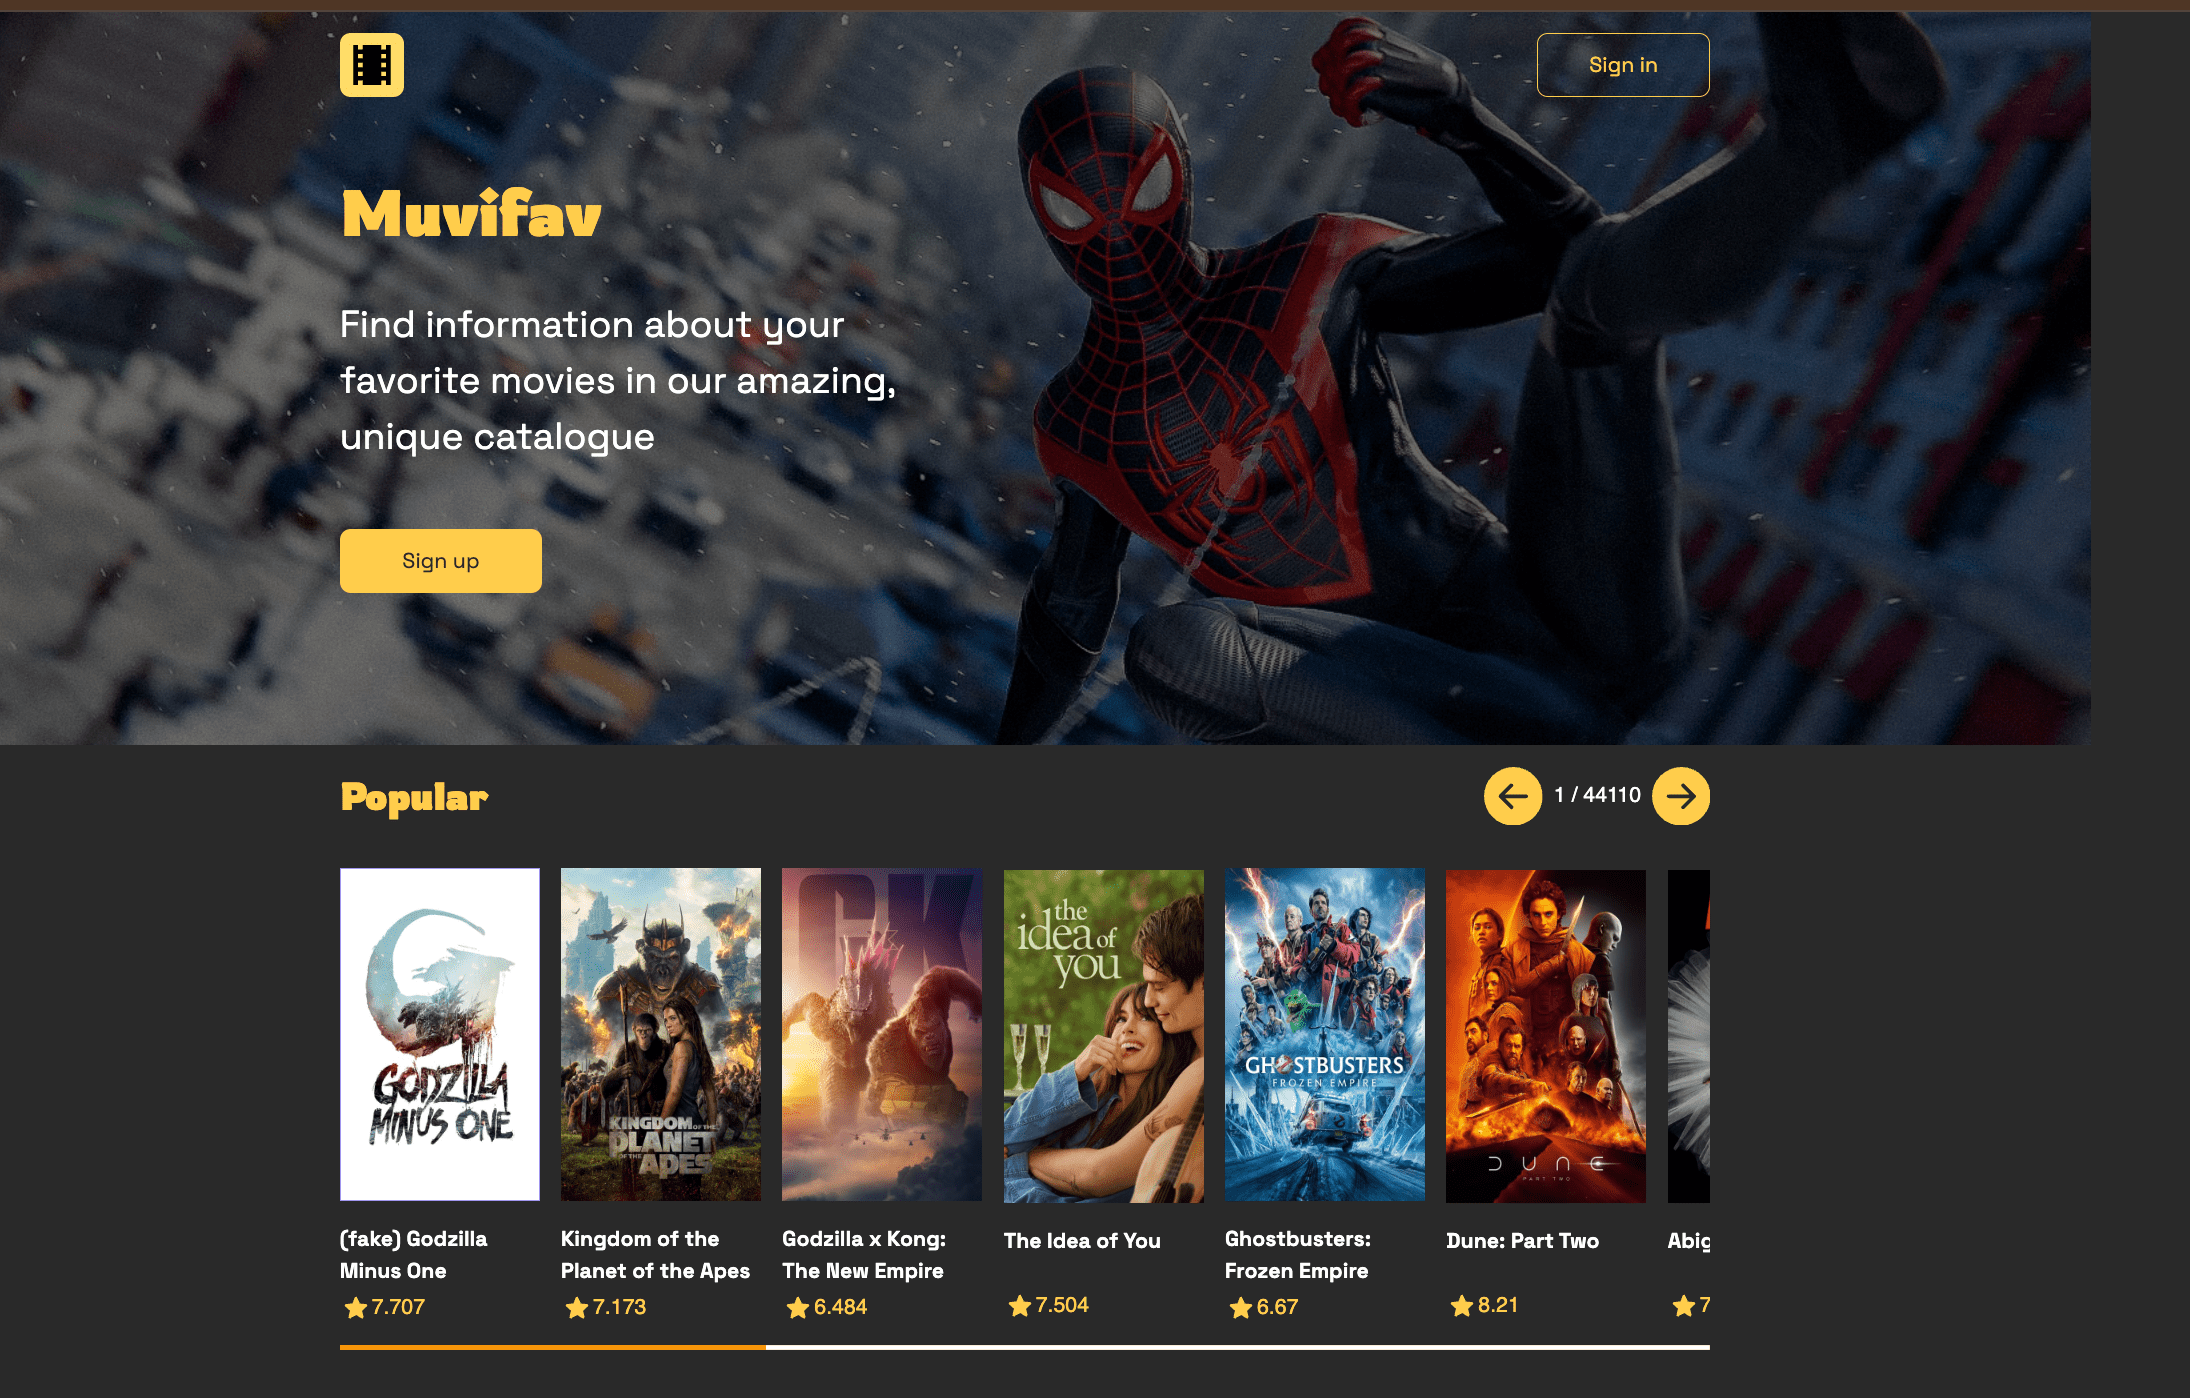 Sign in
Muvifav
Find information about your
favorite movies in our amazing,
unique catalogue
Sign up
Popular
1 / 44110
GODZILLA
MINUS ONE
KINGDOM OF THE
PLANET
OF THE APES
GK
the
idea of
you
GHOSTBUSTERS
FROZEN EMPIRE
DUNE
PART TWO
(fake) Godzilla
Minus One
7.707
Kingdom of the
Planet of the Apes
7.173
Godzilla x Kong:
The New Empire
6.484
The Idea of You
7.504
Ghostbusters:
Frozen Empire
6.67
Dune: Part Two
8.21
Abig
7